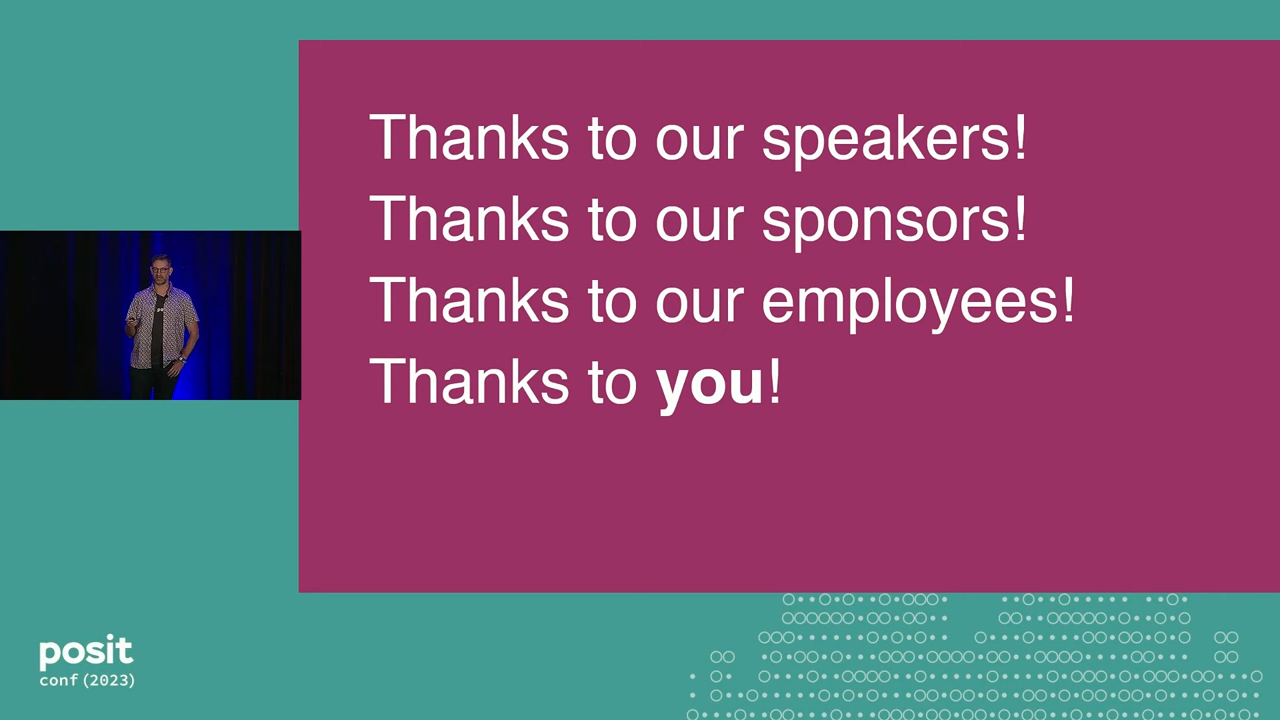 Thanks to our speakers!
Thanks to our sponsors!
Thanks to our employees!
Thanks to you!
posit
conf(2023)